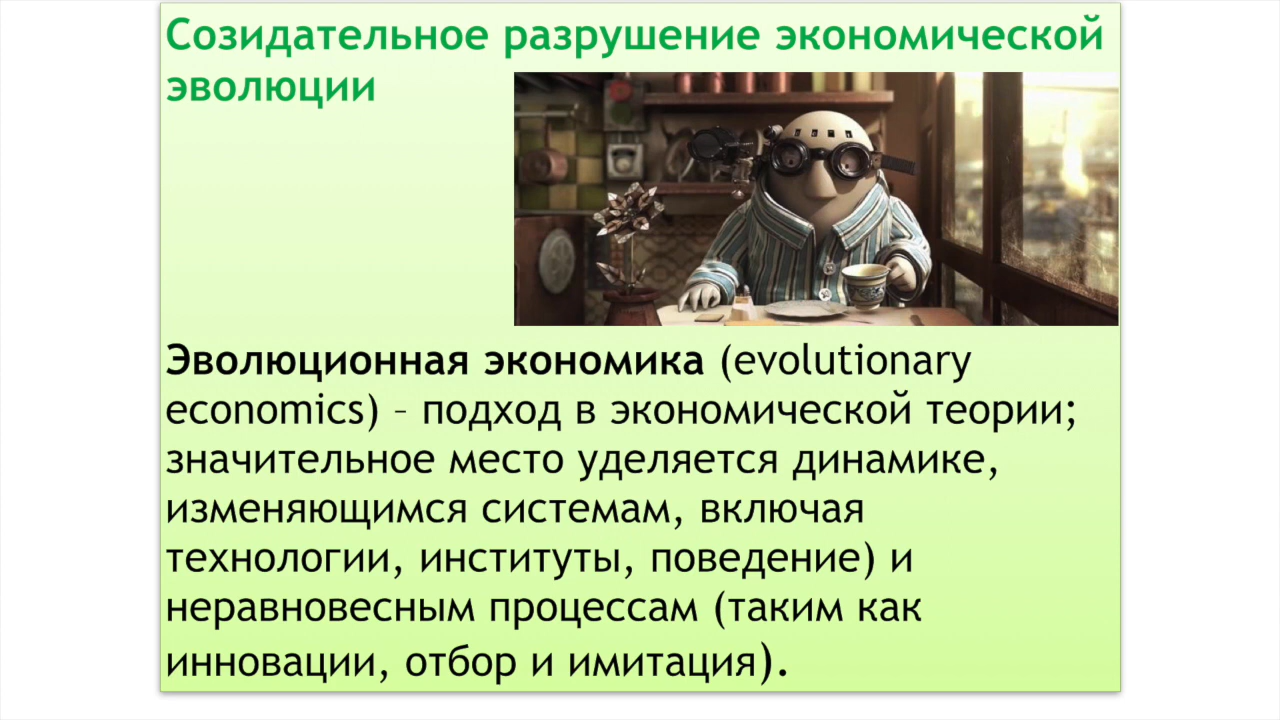 Созидательное разрушение экономической
эволюции
Эволюционная экономика (evolutionary
economics) – подход в экономической теории;
значительное место уделяется динамике,
изменяющимся системам, включая
технологии, институты, поведение) и
неравновесным процессам (таким как
инновации, отбор и имитация).